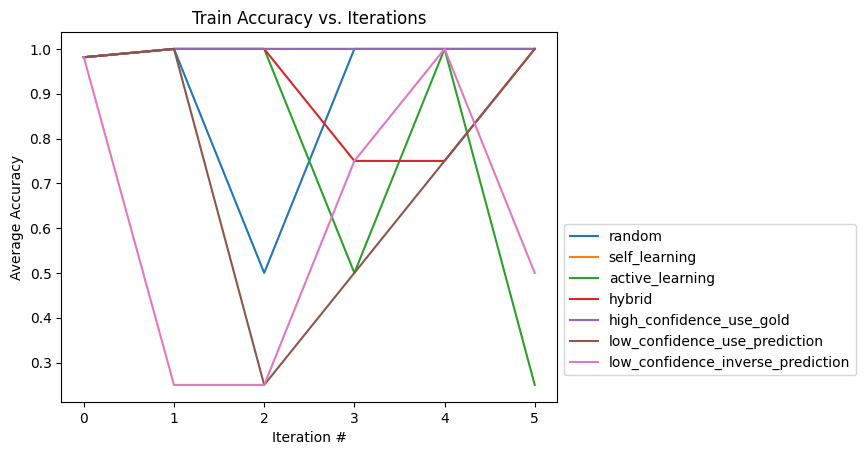 Train Accuracy vs. Iterations
Average Accuracy
1.0
0.9
0.8
0.7
0.6
0.5
0.4
0.3
0 1 2 3 4 5
Iteration #
random
self_learning
active_learning
hybrid
high_confidence_use_gold
low_confidence_use_prediction
low_confidence_inverse_prediction